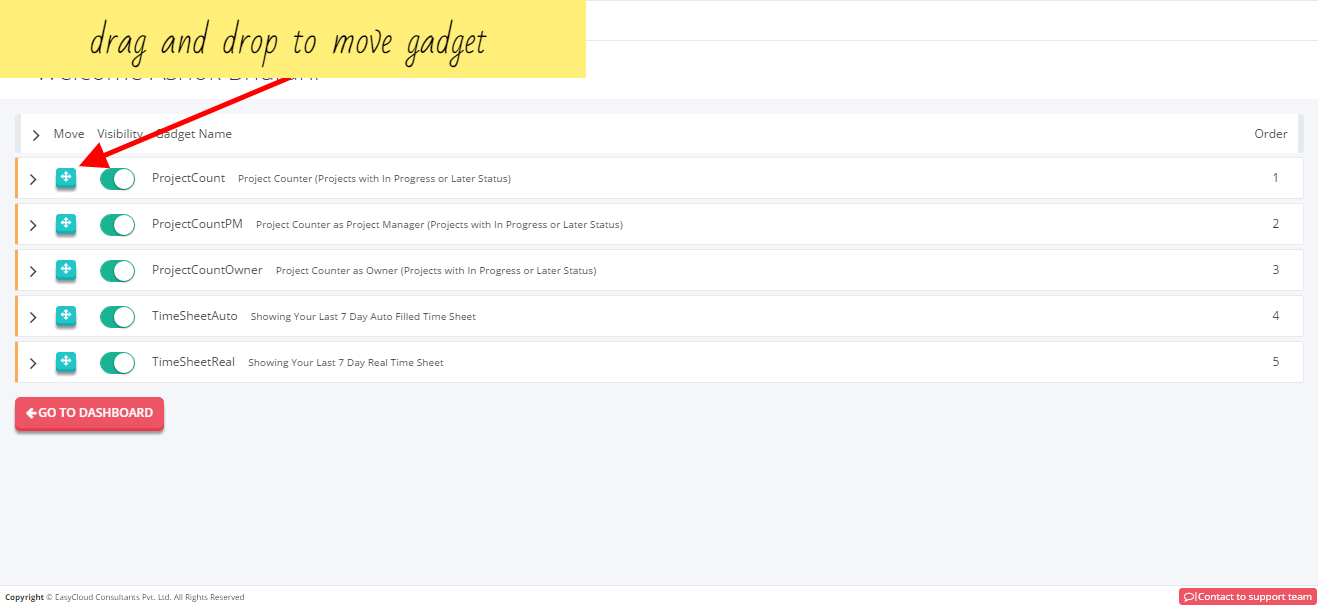 drag and drop to move gadget
Move Visibility Gadget Name Order
ProjectCount Project Counter (Projects with In Progress or Later Status) 1
ProjectCountPM Project Counter as Project Manager (Projects with In Progress or Later Status) 2
ProjectCountOwner Project Counter as Owner (Projects with In Progress or Later Status) 3
TimeSheetAuto Showing Your Last 7 Day Auto Filled Time Sheet 4
TimeSheetReal Showing Your Last 7 Day Real Time Sheet 5
GO TO DASHBOARD
Copyright © EasyCloud Consultants Pvt. Ltd. All Rights Reserved
|Contact to support team